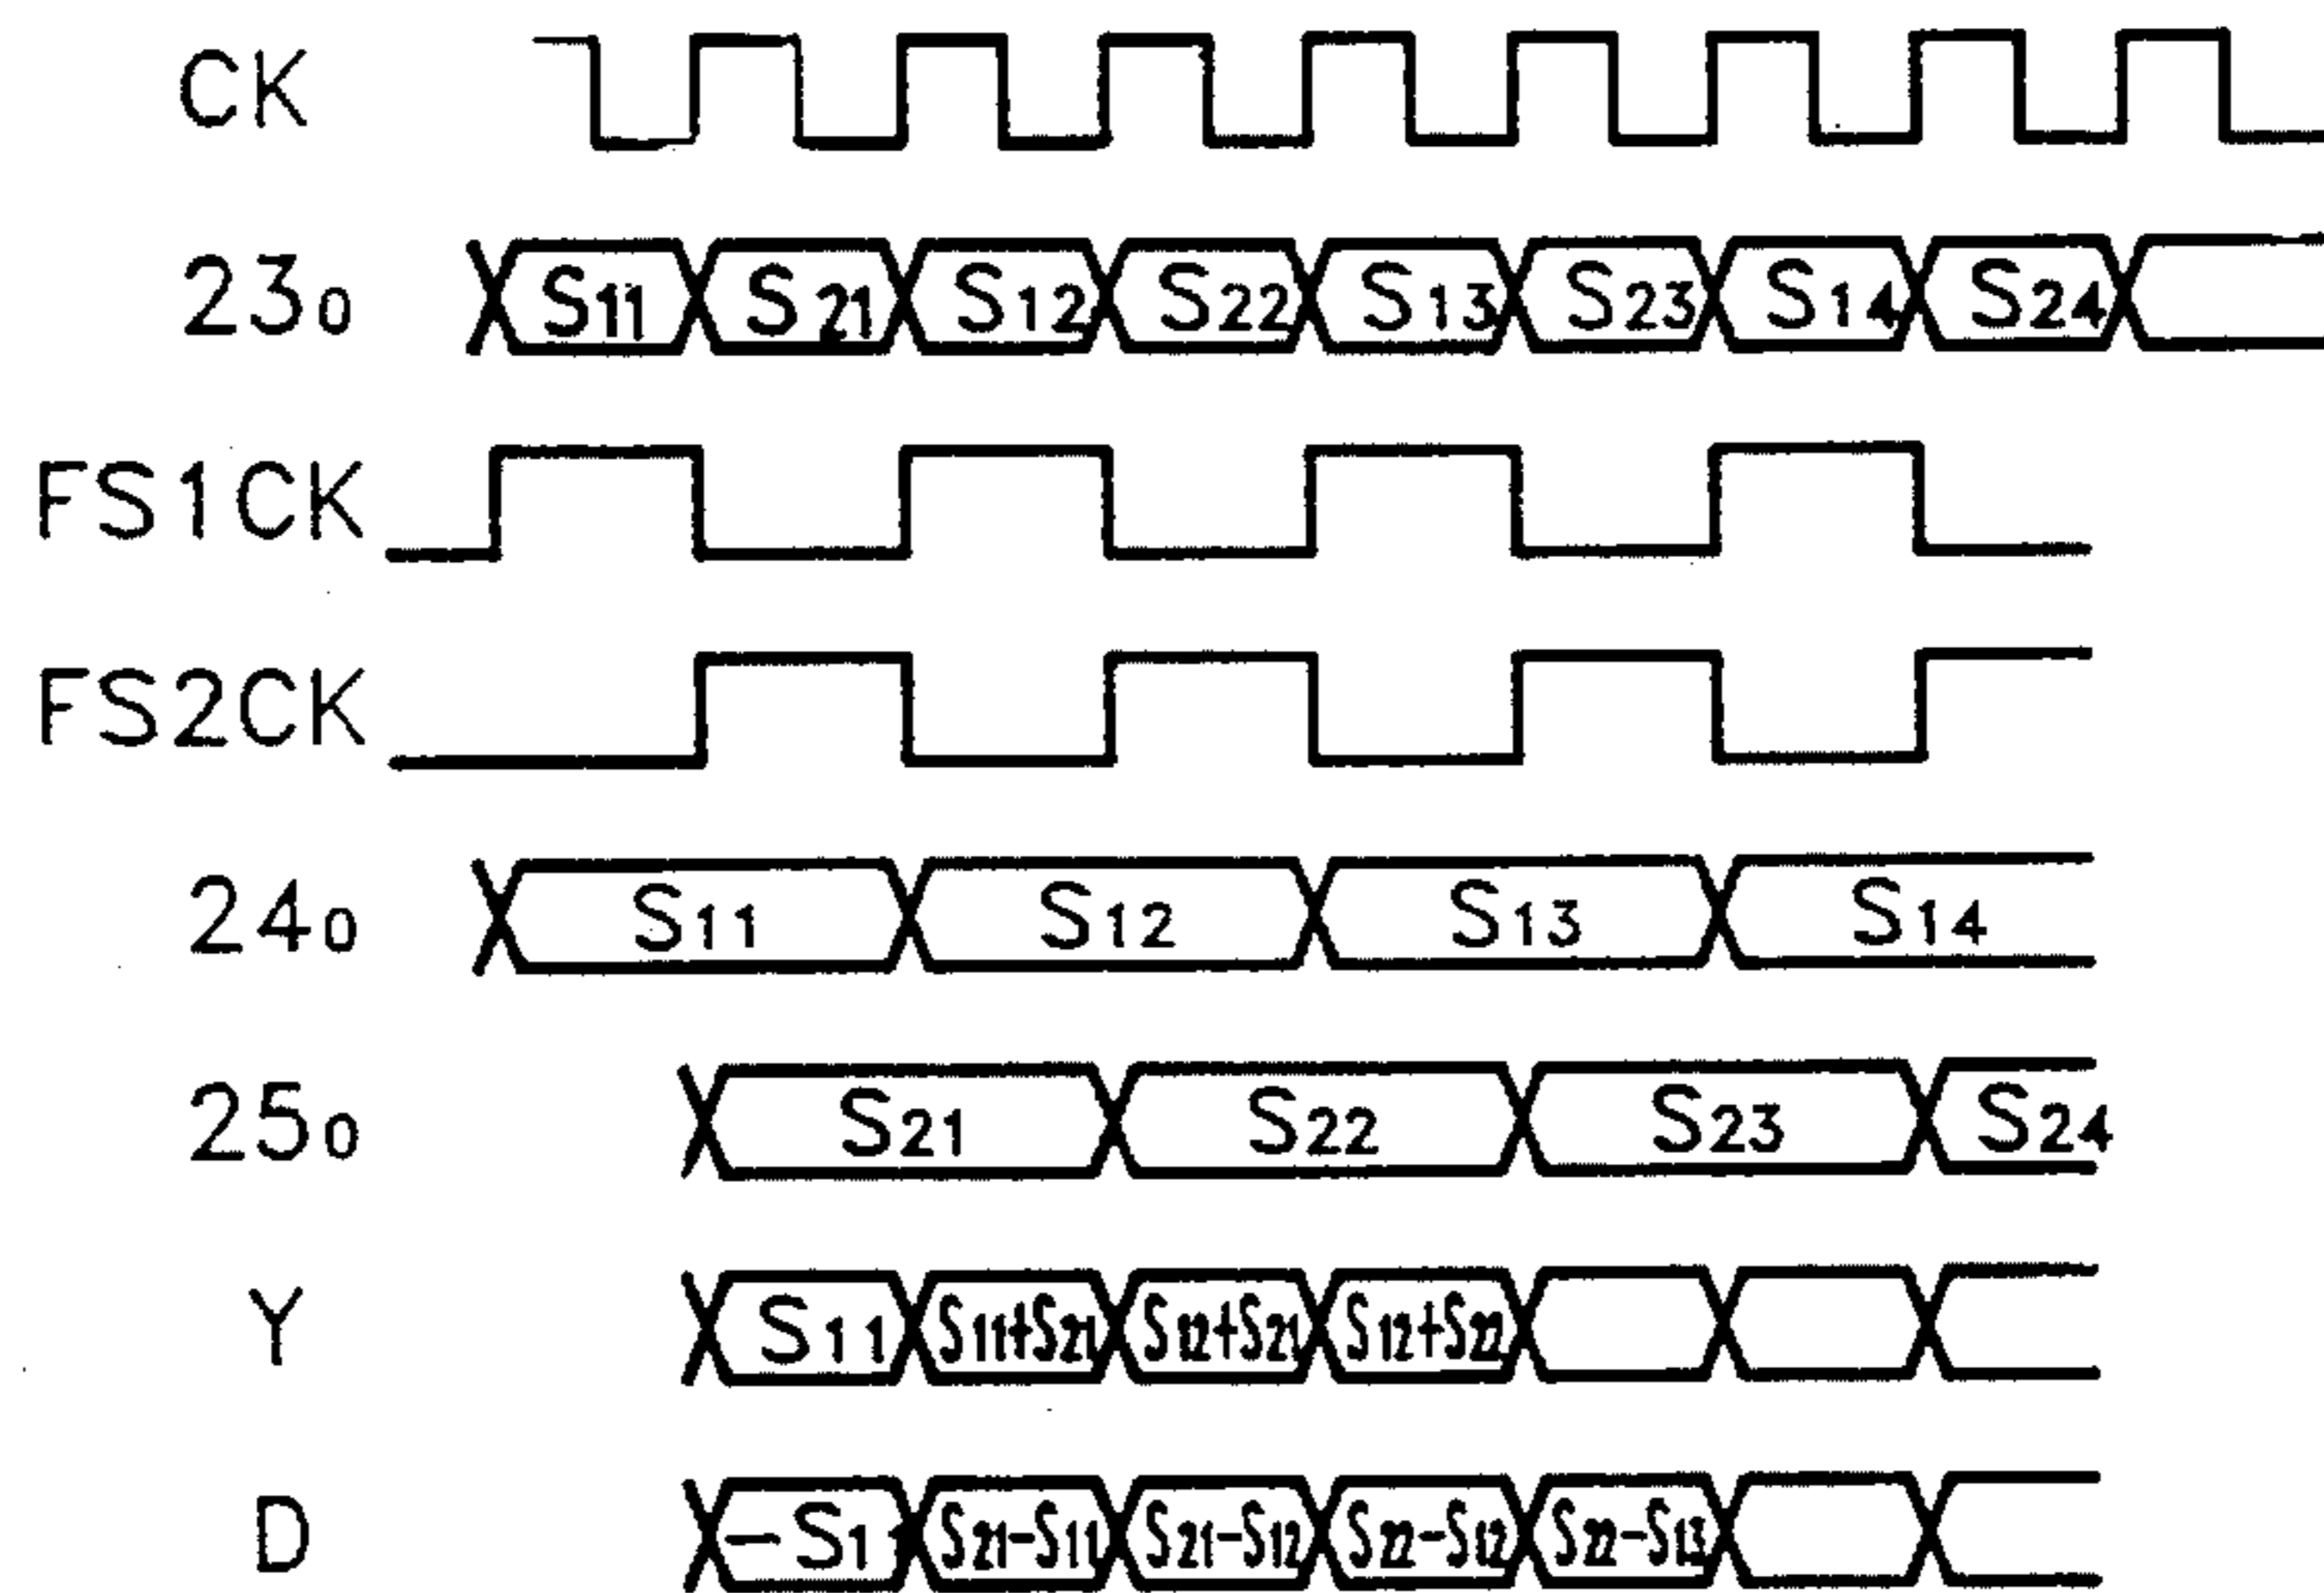 CK
23o S11 S21 S12 S22 S13 S23 S14 S24
FS1CK
FS2CK
24o S11 S12 S13 S14
25o S21 S22 S23 S24
Y S11 S11+S21 S12+S21 S12+S22
D -S11 S21-S11 S21-S12 S22-S12 S22-S13